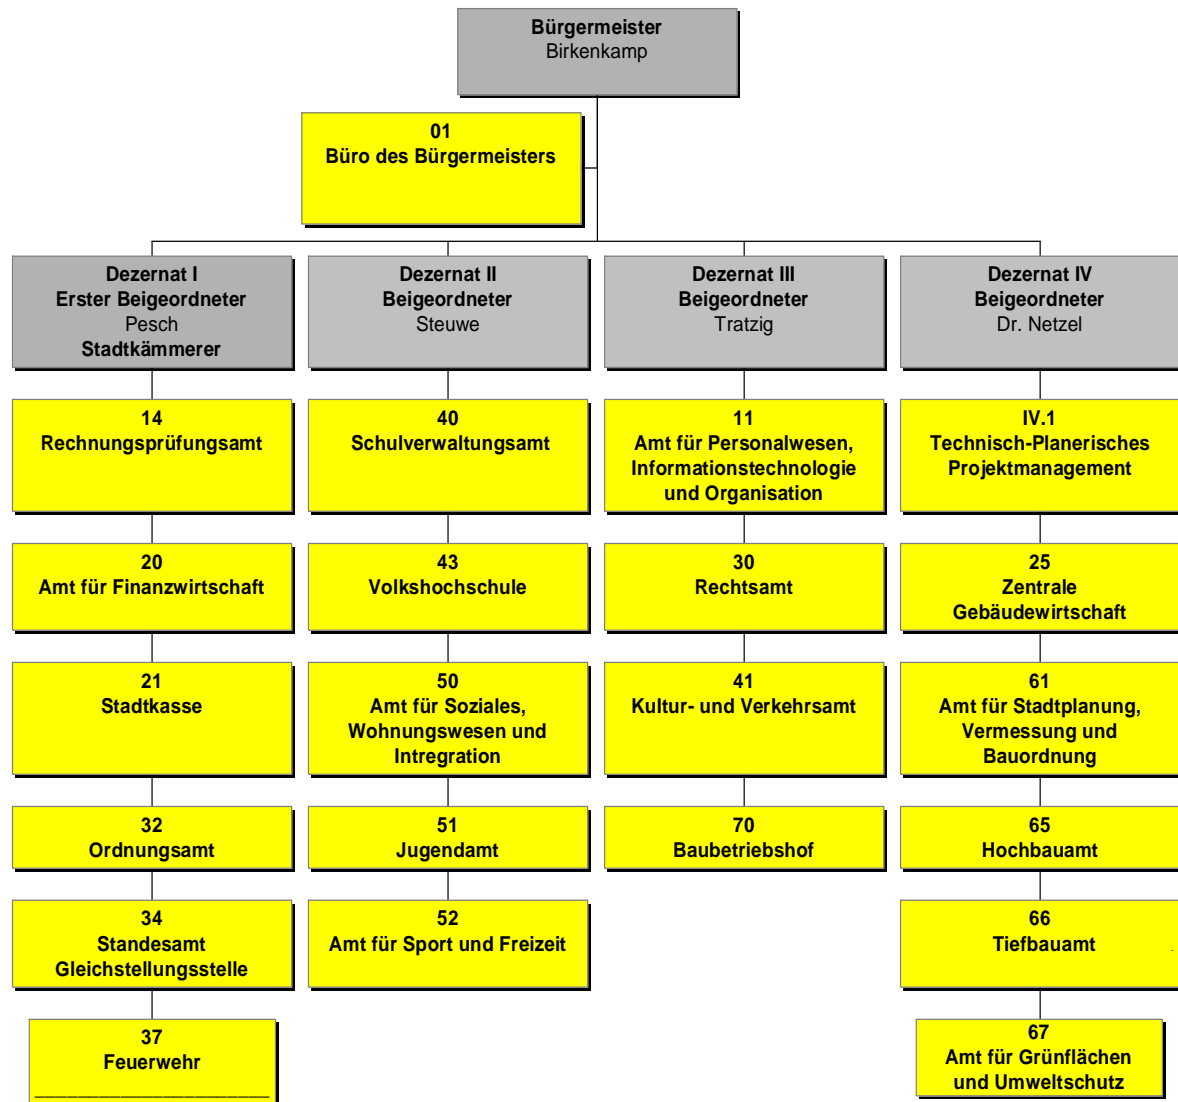 Bürgermeister
Birkenkamp
01
Büro des Bürgermeisters
Dezernat I
Erster Beigeordneter
Pesch
Stadtkämmerer
Dezernat II
Beigeordneter
Steuwe
Dezernat III
Beigeordneter
Tratzig
Dezernat IV
Beigeordneter
Dr. Netzel
14
Rechnungsprüfungsamt
40
Schulverwaltungsamt
11
Amt für Personalwesen,
Informationstechnologie
und Organisation
IV.1
Technisch-Planerisches
Projektmanagement
20
Amt für Finanzwirtschaft
43
Volkshochschule
30
Rechtsamt
25
Zentrale
Gebäudewirtschaft
21
Stadtkasse
50
Amt für Soziales,
Wohnungswesen und
Intregration
41
Kultur- und Verkehrsamt
61
Amt für Stadtplanung,
Vermessung und
Bauordnung
32
Ordnungsamt
51
Jugendamt
70
Baubetriebshof
65
Hochbauamt
34
Standesamt
Gleichstellungsstelle
52
Amt für Sport und Freizeit
66
Tiefbauamt
37
Feuerwehr
67
Amt für Grünflächen
und Umweltschutz